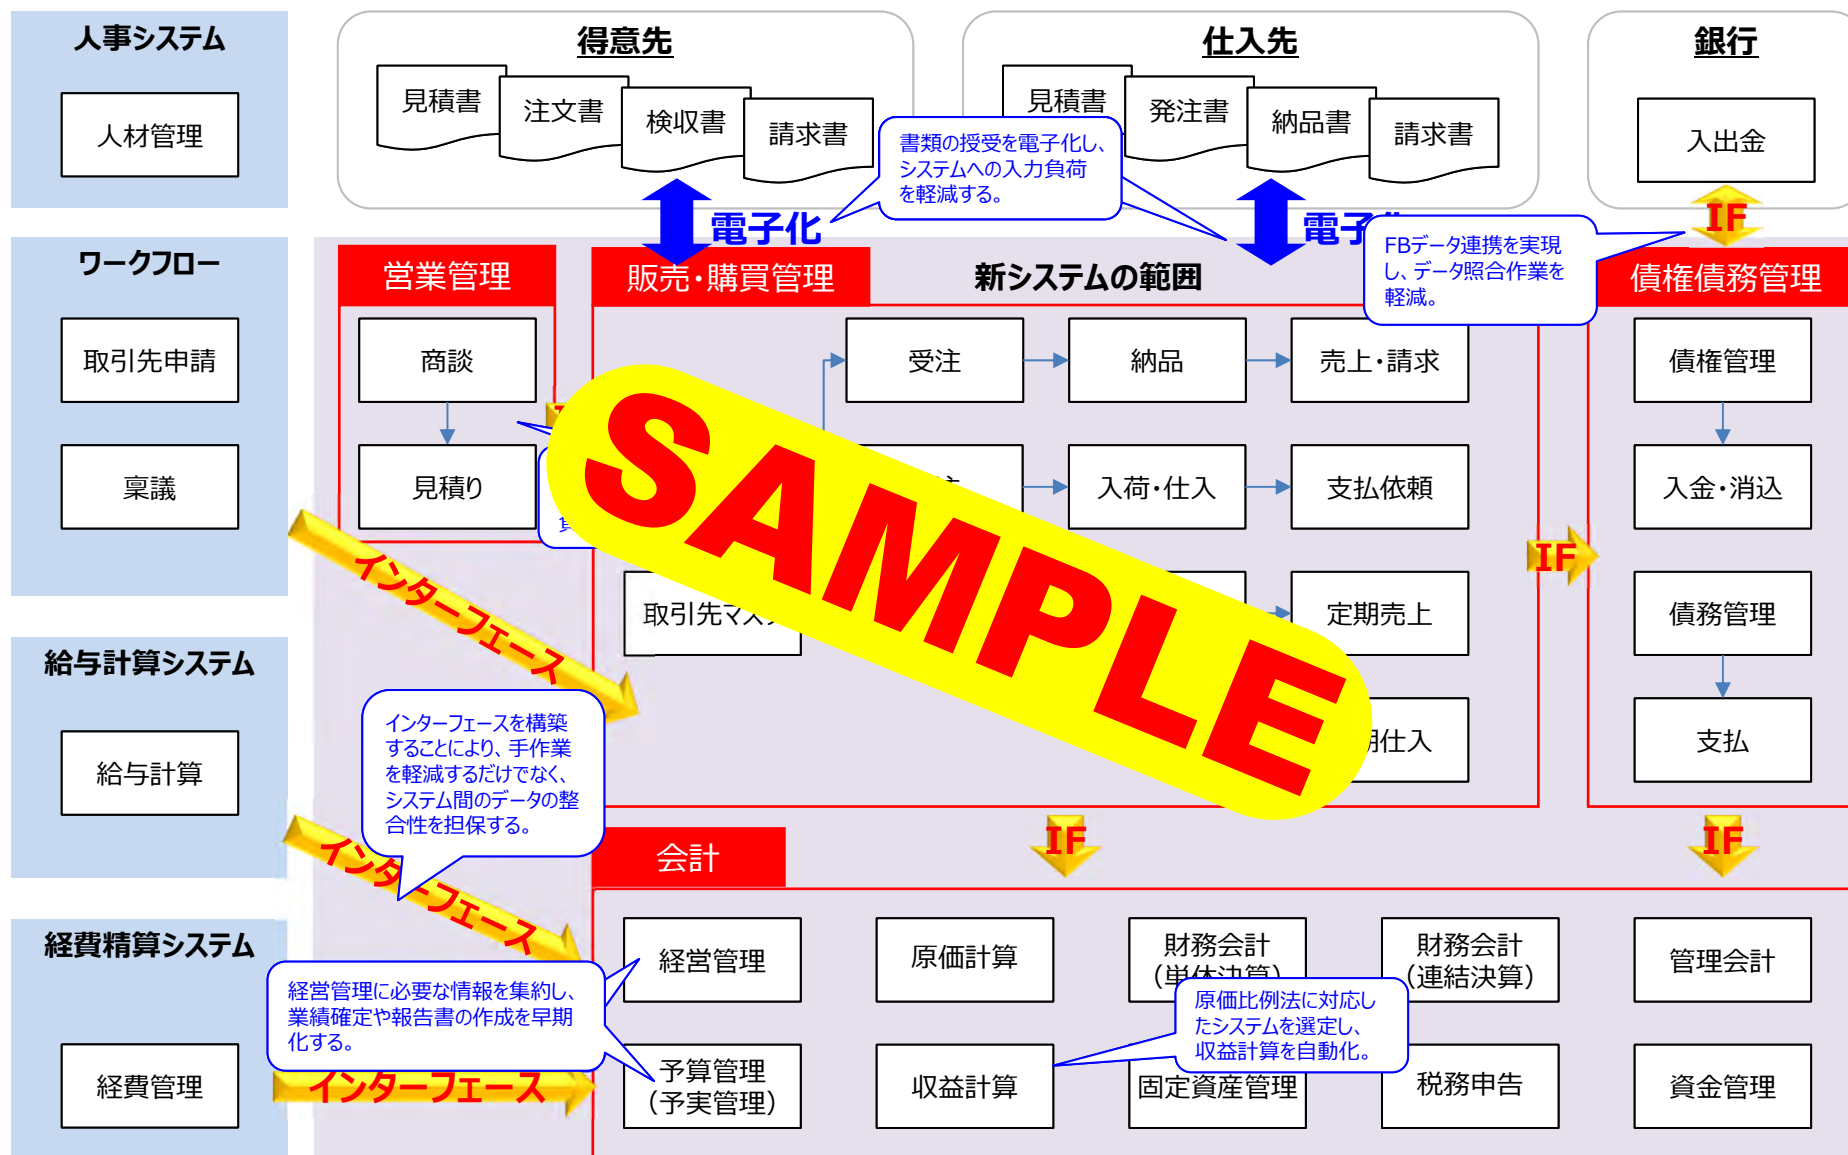 人事システム
人材管理
得意先
見積書
注文書
検収書
請求書
仕入先
見積書
発注書
納品書
請求書
銀行
入出金
書類の授受を電子化し、
システムへの入力負荷
を軽減する。
電子化
電子
IF
FBデータ連携を実現
し、データ照合作業を
軽減。
ワークフロー
取引先申請
稟議
営業管理
商談
見積り
販売・購買管理
新システムの範囲
受注
納品
売上・請求
入荷・仕入
支払依頼
取引先マス
定期売上
仕入
SAMPLE
債権債務管理
債権管理
入金・消込
IF
債務管理
支払
インターフェース
給与計算システム
給与計算
インターフェースを構築
することにより、手作業
を軽減するだけでなく、
システム間のデータの整
合性を担保する。
インターフェース
IF
IF
会計
経費精算システム
経費管理
経営管理に必要な情報を集約し、
業績確定や報告書の作成を早期
化する。
インターフェース
経営管理
原価計算
財務会計
（単体決算）
財務会計
（連結決算）
管理会計
原価比例法に対応し
たシステムを選定し、
収益計算を自動化。
予算管理
（予実管理）
収益計算
固定資産管理
税務申告
資金管理